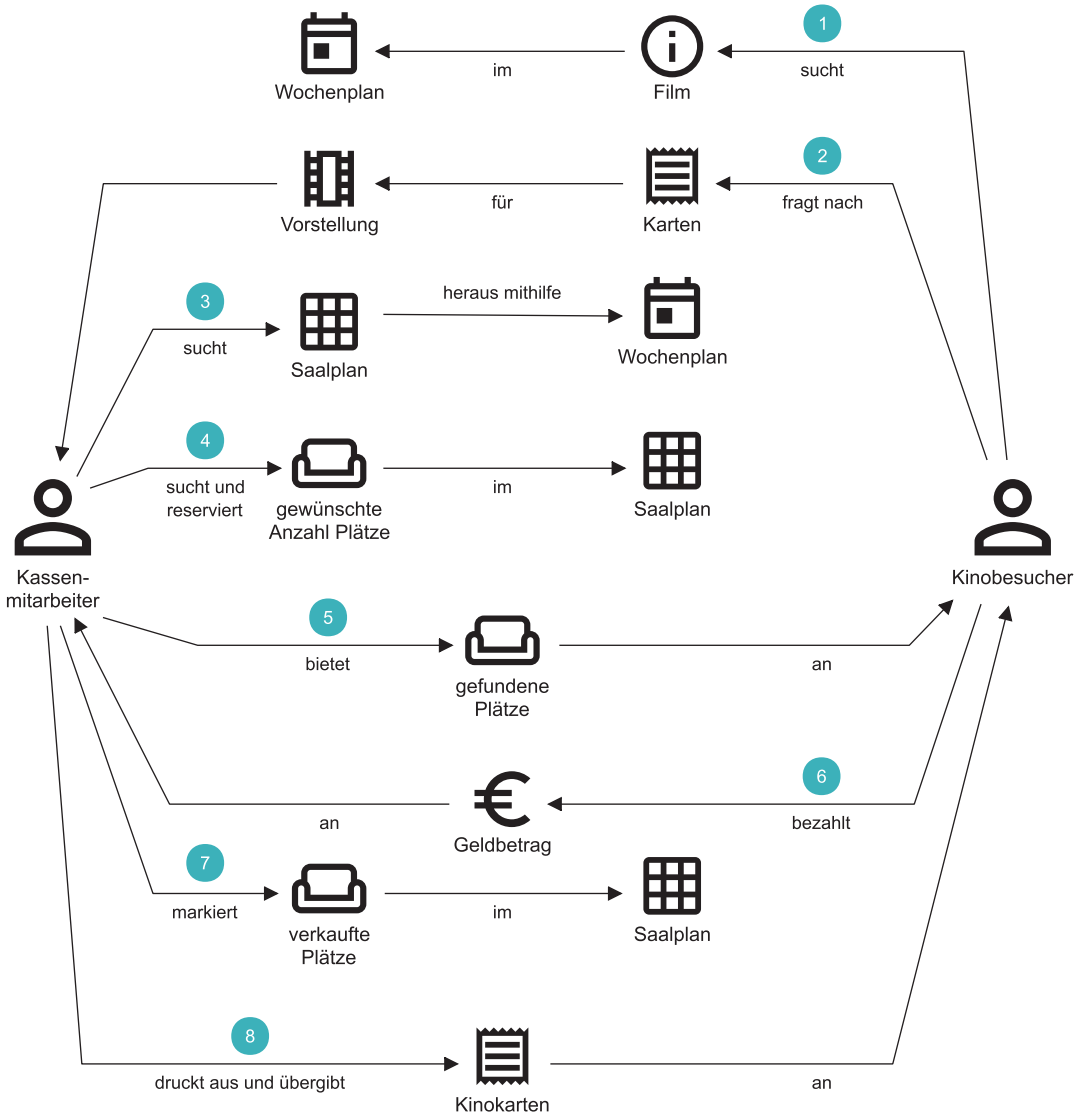 1
sucht
Film
im
Wochenplan
2
fragt nach
Karten
für
Vorstellung
3
sucht
Saalplan
heraus mithilfe
Wochenplan
4
sucht und
reserviert
gewünschte
Anzahl Plätze
im
Saalplan
Kassen-
mitarbeiter
Kinobesucher
5
bietet
gefundene
Plätze
an
6
bezahlt
Geldbetrag
an
7
markiert
verkaufte
Plätze
im
Saalplan
8
druckt aus und übergibt
Kinokarten
an